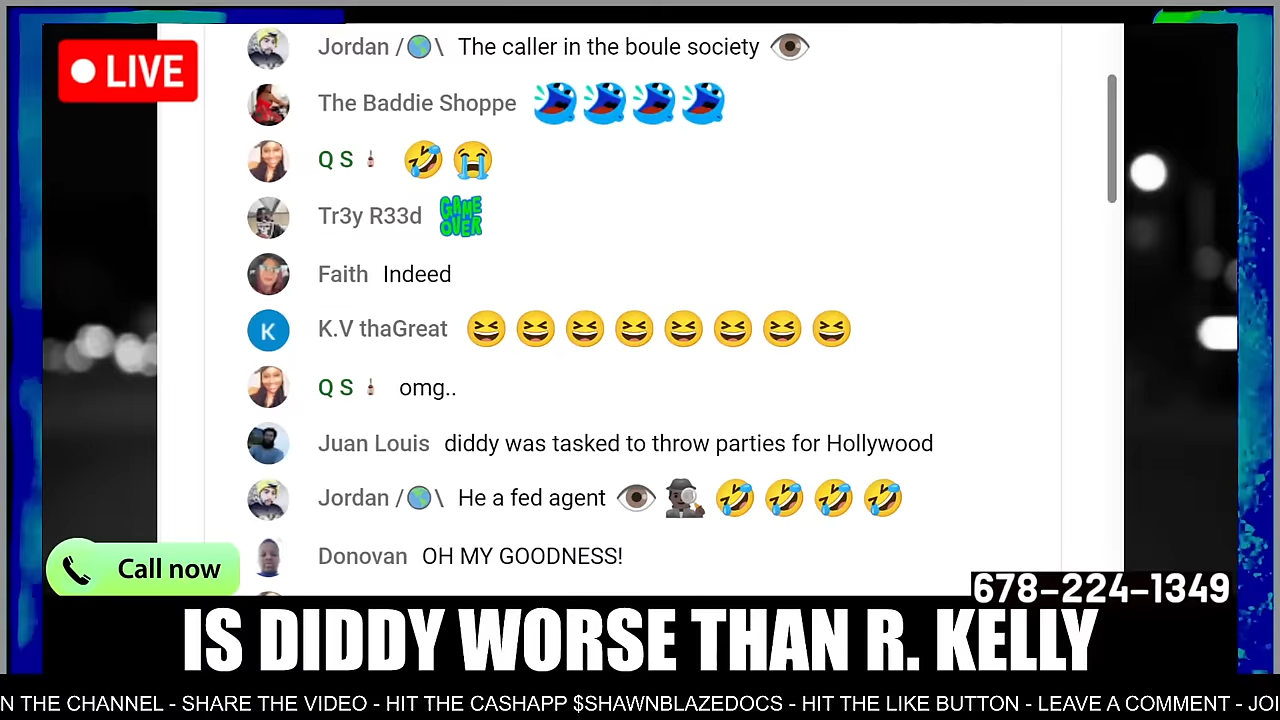 LIVE
Jordan /🌎\ The caller in the boule society 👁
The Baddie Shoppe
Q S 🤣 😭
Tr3y R33d GAME OVER
Faith Indeed
K
K.V thaGreat 😆 😆 😆 😆 😆 😆 😆 😆
Q S omg..
Juan Louis diddy was tasked to throw parties for Hollywood
Jordan /🌎\ He a fed agent 👁 🕵🏿 🤣 🤣 🤣 🤣
Donovan OH MY GOODNESS!
Call now
678-224-1349
IS DIDDY WORSE THAN R. KELLY
N THE CHANNEL - SHARE THE VIDEO - HIT THE CASHAPP $SHAWNBLAZEDOCS - HIT THE LIKE BUTTON - LEAVE A COMMENT - JOI